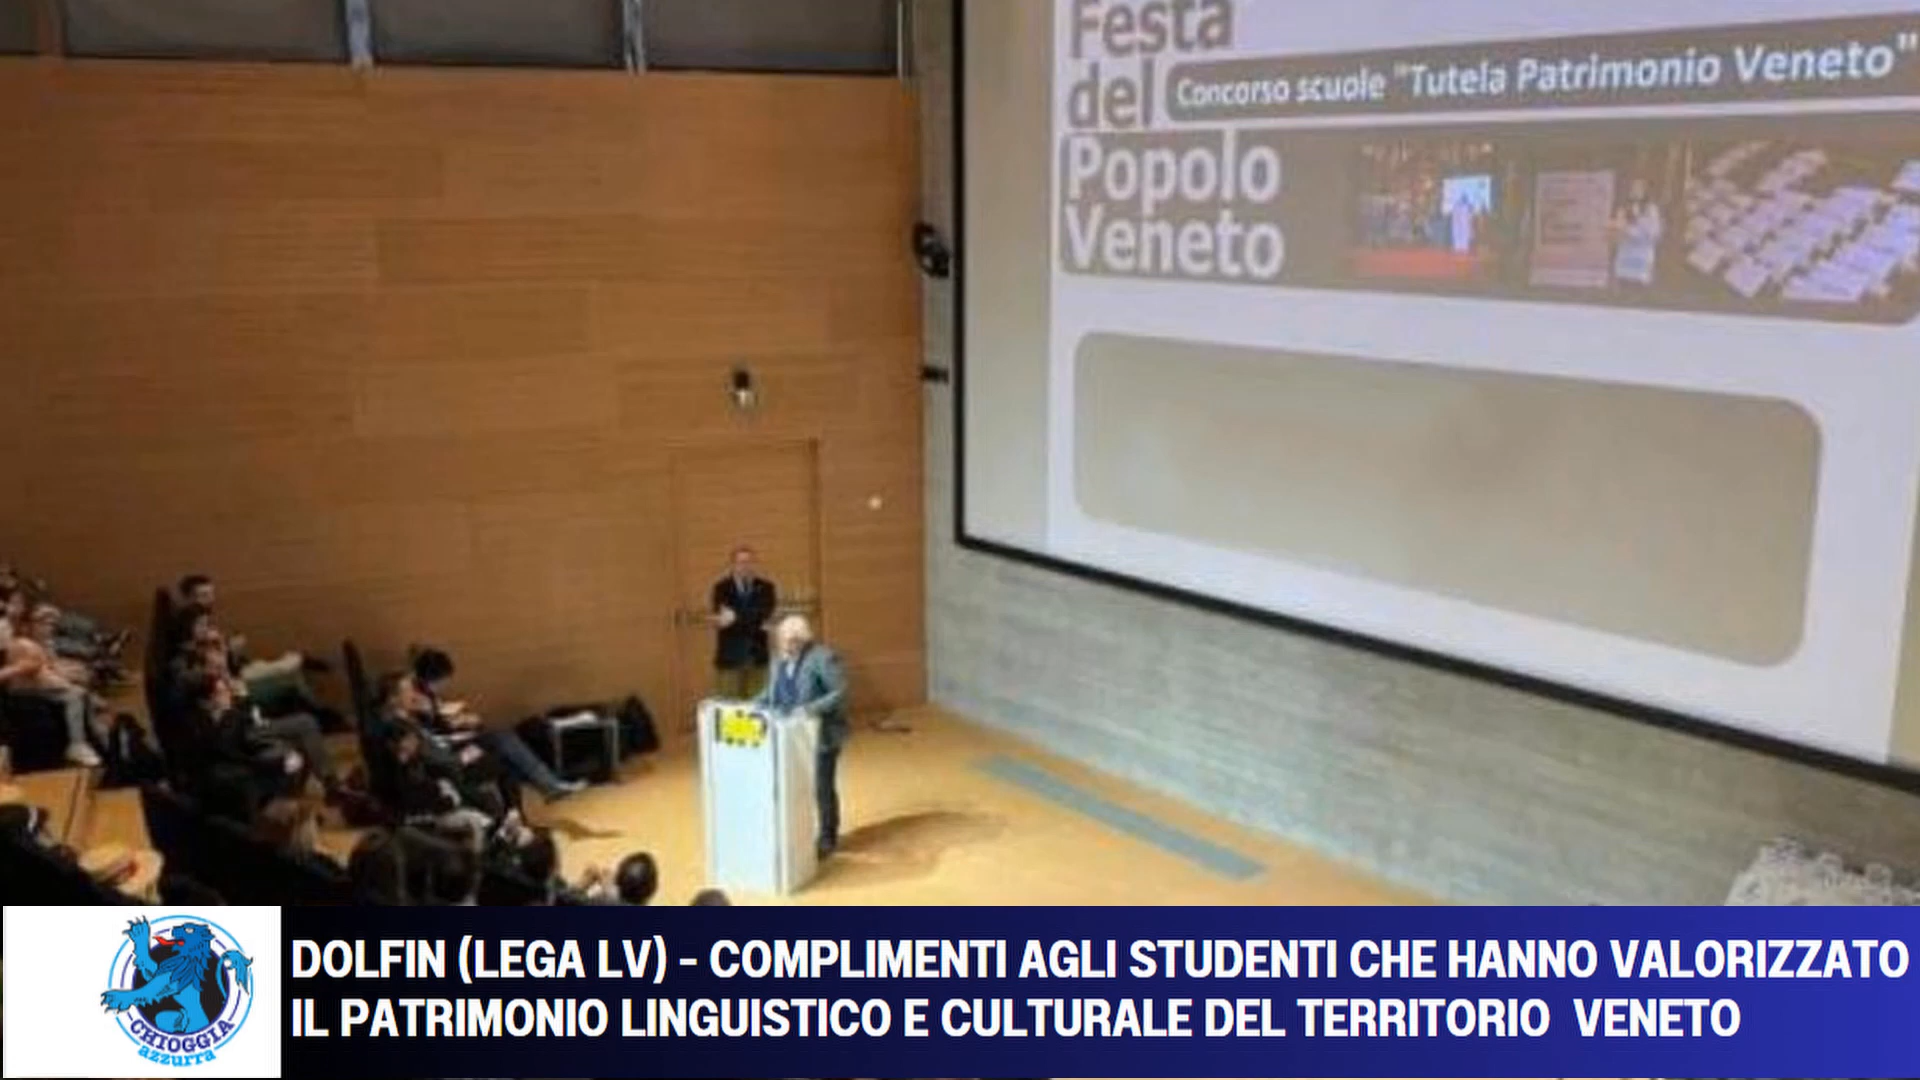 Festa
del
Concorso scuole "Tutela Patrimonio Veneto"
Popolo
Veneto
CHIOGGIA
azzurra
DOLFIN (LEGA LV) - COMPLIMENTI AGLI STUDENTI CHE HANNO VALORIZZATO
IL PATRIMONIO LINGUISTICO E CULTURALE DEL TERRITORIO VENETO